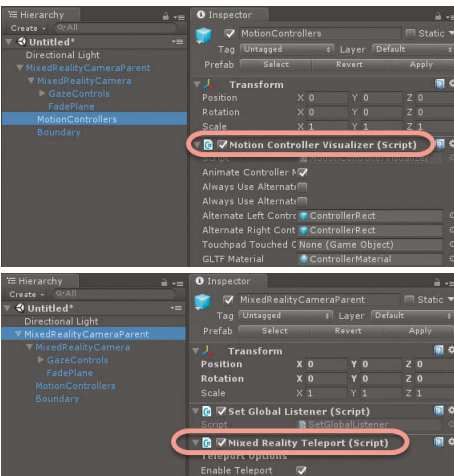 Hierarchy
Create
All
Untitled*
Directional Light
MixedRealityCameraParent
MixedRealityCamera
GazeControls
FadePlane
MotionControllers
Boundary
Inspector
MotionControllers
Static
Tag Untagged Layer Default
Prefab Select Revert Apply
Transform
Position X 0 Y 0 Z 0
Rotation X 0 Y 0 Z 0
Scale X 1 Y 1 Z 1
Motion Controller Visualizer (Script)
Script MotionControllerVisualizer
Animate Controller M
Always Use Alternate
Always Use Alternate
Alternate Left Contro ControllerRect
Alternate Right Cont ControllerRect
Touchpad Touched C None (Game Object)
GLTF Material ControllerMaterial
Hierarchy
Create
All
Untitled*
Directional Light
MixedRealityCameraParent
MixedRealityCamera
GazeControls
FadePlane
MotionControllers
Boundary
Inspector
MixedRealityCameraParent
Static
Tag Untagged Layer Default
Prefab Select Revert Apply
Transform
Position X 0 Y 0 Z 0
Rotation X 0 Y 0 Z 0
Scale X 1 Y 1 Z 1
Set Global Listener (Script)
Script SetGlobalListener
Mixed Reality Teleport (Script)
Teleport Options
Enable Teleport